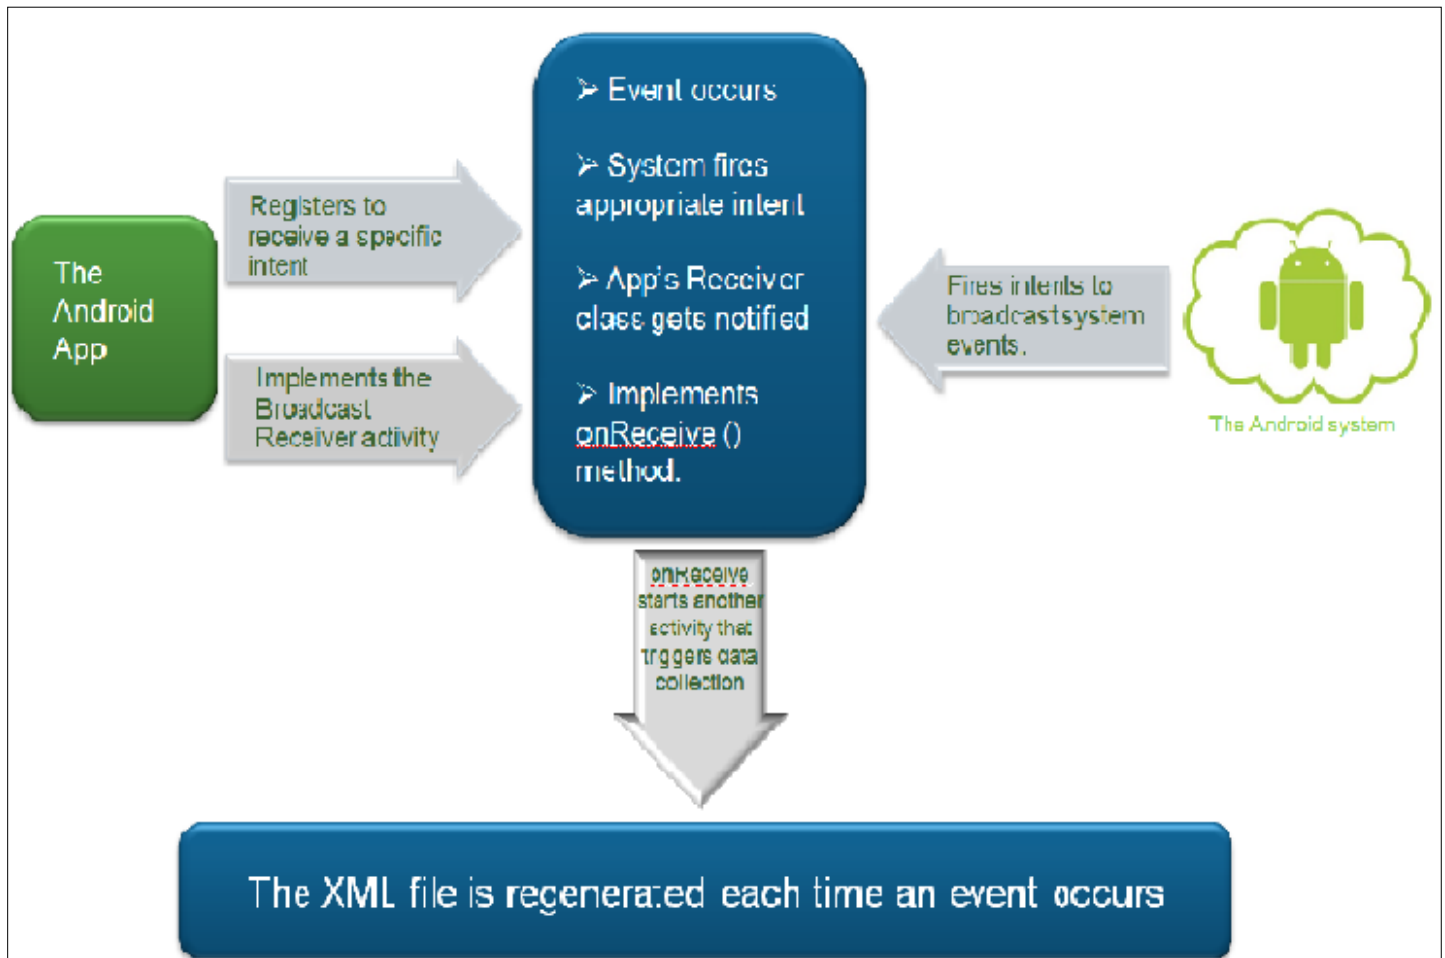 The
Android
App
Registers to
receive a specific
intent
Implements the
Broadcast
Receiver activity
➢ Event occurs
➢ System fires
appropriate intent
➢ App's Receiver
class gets notified
➢ Implements
onReceive ()
method.
Fires intents to
broadcastsystem
events.
The Android system
onReceive
starts another
activity that
triggers data
collection
The XML file is regenerated each time an event occurs